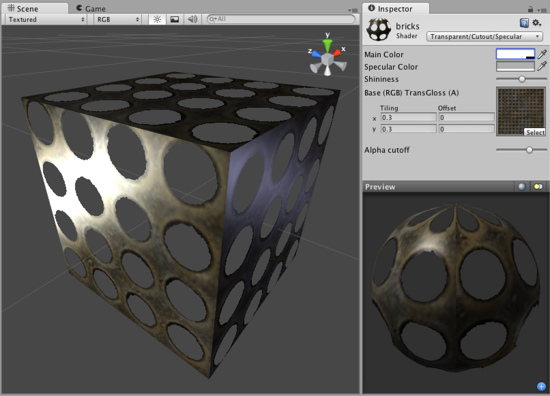 Scene
Game
Textured
RGB
All
y
x
z
Inspector
bricks
Shader
Transparent/Cutout/Specular
Main Color
Specular Color
Shininess
Base (RGB) TransGloss (A)
Tiling Offset
x 0.3 0
y 0.3 0
Select
Alpha cutoff
Preview